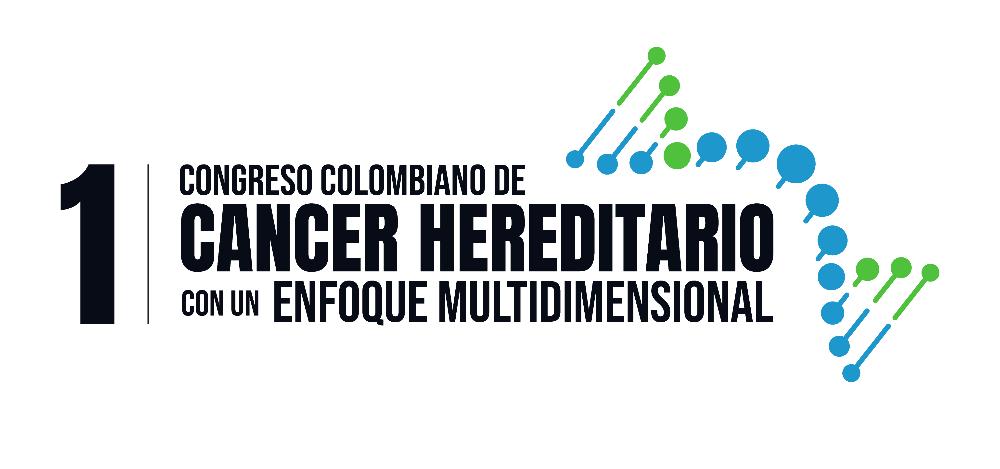 1
CONGRESO COLOMBIANO DE
CANCER HEREDITARIO
CON UN ENFOQUE MULTIDIMENSIONAL